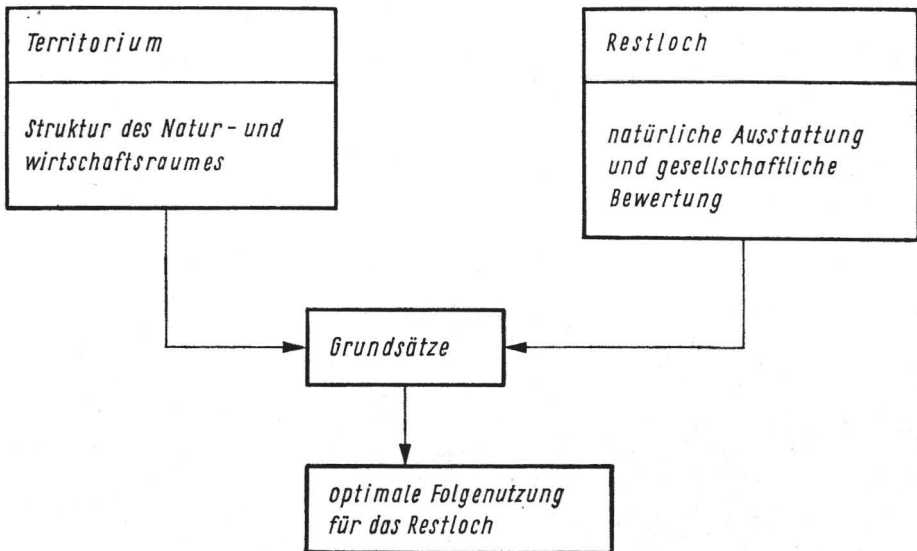 Territorium
Struktur des Natur- und
wirtschaftsraumes
Restloch
natürliche Ausstattung
und gesellschaftliche
Bewertung
Grundsätze
optimale Folgenutzung
für das Restloch